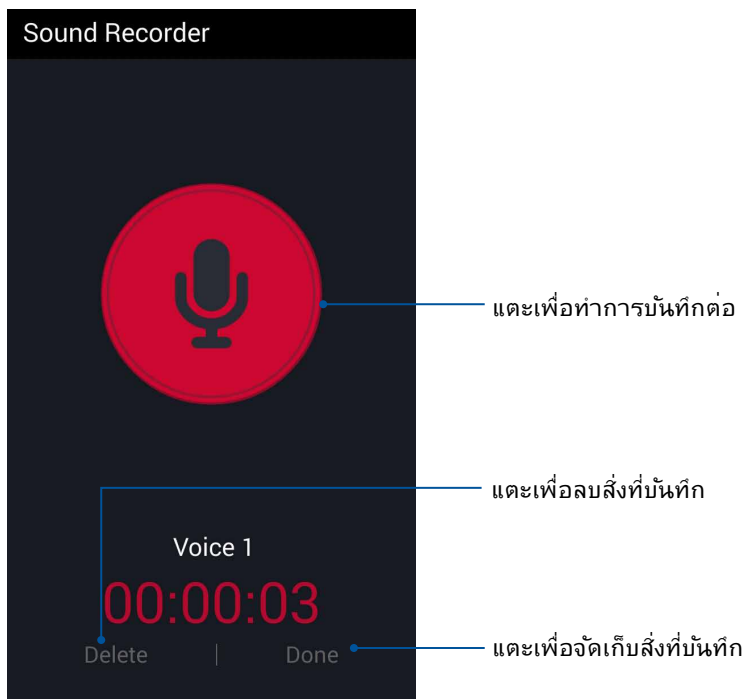 Sound Recorder
แตะเพื่อทำการบันทึกต่อ
แตะเพื่อลบสิ่งที่บันทึก
Voice 1
00:00:03
Delete | Done
แตะเพื่อจัดเก็บสิ่งที่บันทึก